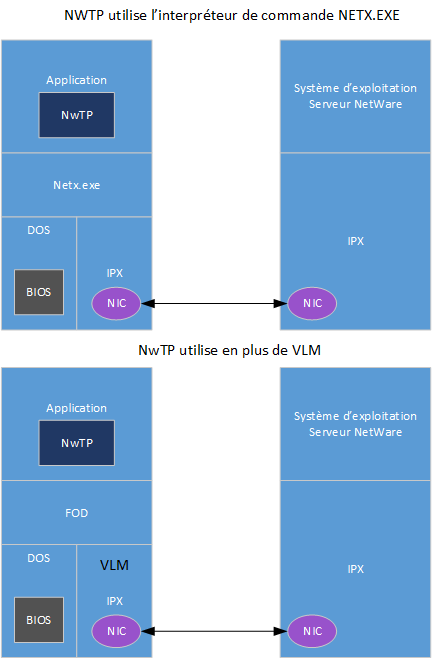 NWTP utilise l'interpréteur de commande NETX.EXE
Application
NwTP
Système d'exploitation
Serveur NetWare
Netx.exe
DOS
BIOS
IPX
NIC
IPX
NIC
NwTP utilise en plus de VLM
Application
NwTP
Système d'exploitation
Serveur NetWare
FOD
DOS
BIOS
VLM
IPX
NIC
IPX
NIC